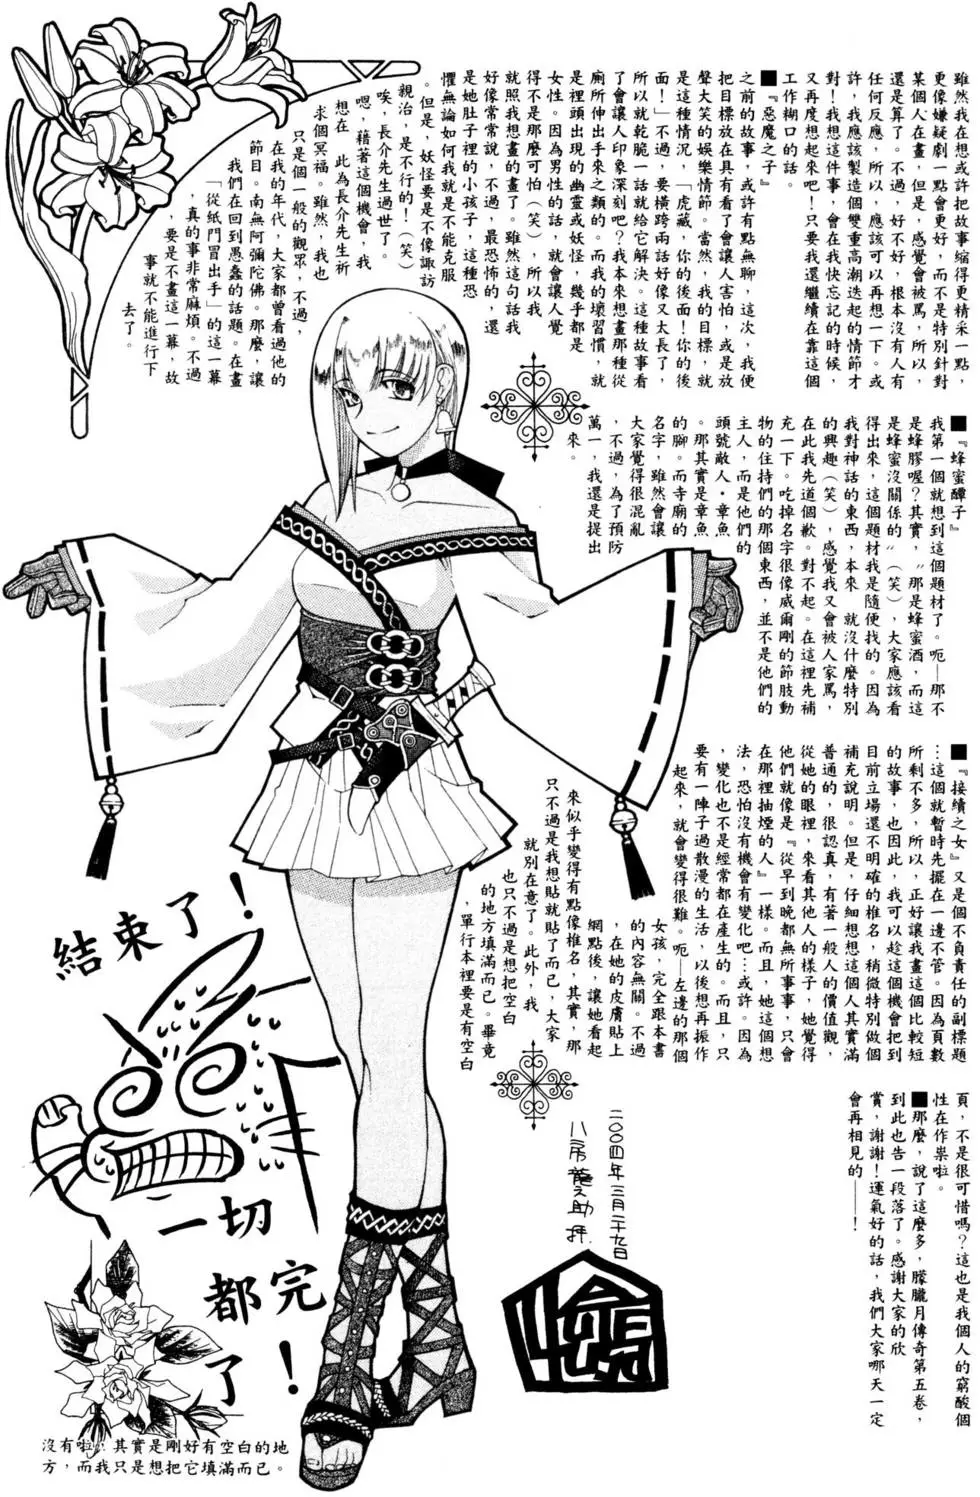 雖然我在想或許把故事縮得更精采一點，
更像嫌疑劇一點會更好，而不是特別針對
某個人在畫，但是，感覺會被罵，所以，
還是算了。不過，好不好，根本沒有人有
任何反應，所以，應該可以再想一下。或
許，我應該製造個雙重高潮迭起的情節才
對！我想這件事，會在我快忘記的時候，
又再度想起來吧！只要我還繼續在靠這個
工作糊口的話。
■『惡魔之子』
之前的故事，或許有點無聊，這次，我便
把目標放在具有看了會讓人害怕，或是放
聲大笑的娛樂情節。當然，我的目標，就
是這種情況，「虎藏，你的後面！你的後
面！」不過，要橫跨兩話好像又太長了，
所以就乾脆一話就給它解決。這種故事看
了會讓人印象深刻吧？我本來想畫那種從
廁所伸出手來之類的。而我的壞習慣，就
是裡頭出現的幽靈或妖怪，幾乎都是
女性。因為男性的話，就會讓人覺
得不是那麼可怕（笑），所以我
就照我想畫的畫了。雖然這句話我
好像常常說，不過，最恐怖的，還
是她肚子裡的小孩子，這種恐
懼無論如何我就是不能克服
。但是，妖怪要是不像諏訪
親治，是不行的！（笑）
唉，長介先生過世了。
嗯　藉著這個機會，我
想在　此為長介先生祈
求個冥福。雖然，我也
只是個一般的觀眾，不過，
在我的年代，大家都曾看過他的
節目。南無阿彌陀佛。那麼，讓
我們在回到愚蠢的話題。在畫
「從紙門冒出手」的這一幕
，真的事非常麻煩。不過
，要是不畫這一幕，故
事就不能進行下
去了。
■『蜂蜜罈子』
我第一個就想到這個題材了。呃─那不
是蜂膠喔？其實，〃那是蜂蜜酒，而這
是蜂蜜沒關係的〃（笑），大家應該看
得出來，這個題材我是隨便我的。因為
我對神話的東西，本來　就沒什麼特別
的興趣（笑），感覺我又會被人家罵，
在此我先道個歉。對不起。在這裡先補
充一下。吃掉名字很像威爾剛的節肢動
物的住持們的那個東西，並不是他們的
主人，而是他們的
頭號敵人・章魚
。那其實是章魚
的腳。而寺廟的
名字，雖然會讓
大家覺得很混亂
，不過，為了預防
萬一，我還是提出
來。
■『接續之女』又是個不負責任的副標題
…這個就暫時先擺在一邊不管。因為頁數
所剩不多，所以，正好讓我畫這個比較短
的故事，也因此，我可以趁這個機會把到
目前立場還不明確的椎名，稍微特別做個
補充說明。但是，仔細想想這個人其實滿
普通的，很認真，有著一般人的價值觀，
從她的眼裡，來看其他人的樣子，她覺得
他們就像是『從早到晚都無所事事，只會
在那裡抽煙的人』一樣。而且，她這個想
法，恐怕沒有機會有變化吧…或許。因為
，變化也不是經常都在產生的。而且，只
要有一陣子過散漫的生活，以後想再振作
起來，就會變得很難。呃─左邊的那個
女孩，完全跟本書
的內容無關。不過
，在她的皮膚貼上
網點後，讓她看起
來似乎變得有點像椎名，其實，那
只不過是我想貼就貼了而已，大家
就別在意了。此外，我
也只不過是想把空白
的地方填滿而已。畢竟
，單行本裡要是有空白
頁，不是很可惜嗎？這也是我個人的窮酸個
性在作祟啦。
■那麼，說了這麼多，朦朧月傳奇第五卷，
到此也告一段落了。感謝大家的欣
賞，謝謝！運氣好的話，我們大家哪天一定
會再相見的──！
二〇〇四年三月二十九日
八房龍之助 拜.
結束了！
一切
都完
了！
沒有啦…其實是剛好有空白的地
方，而我只是想把它填滿而已。